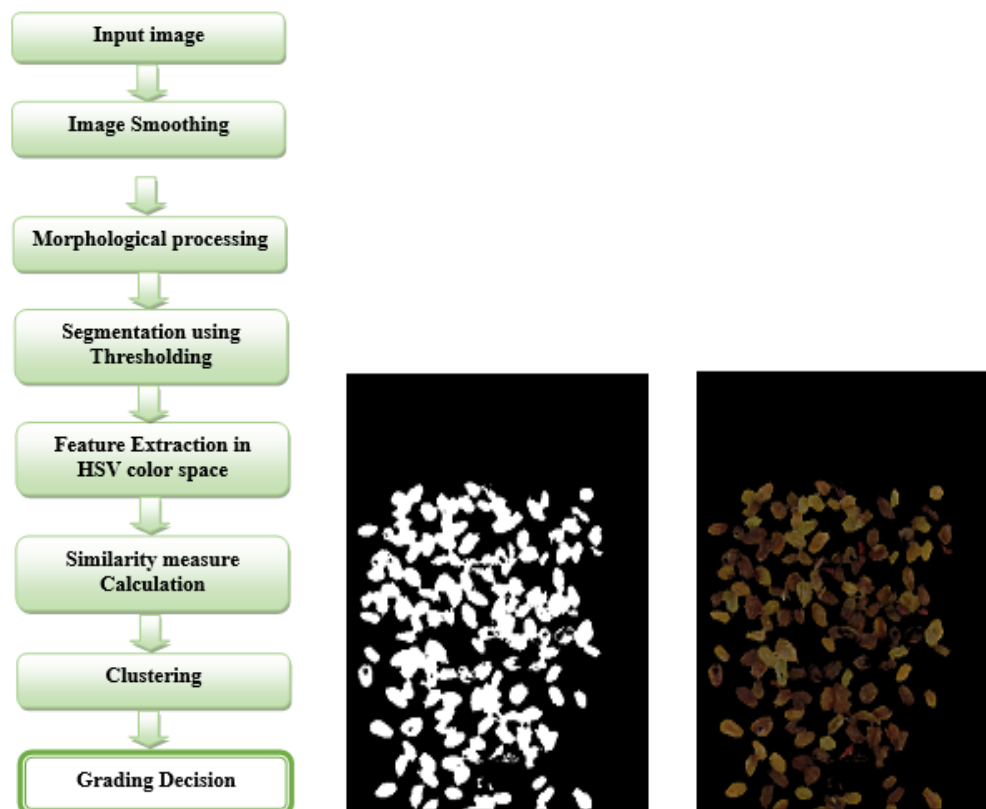 Input image
Image Smoothing
Morphological processing
Segmentation using
Thresholding
Feature Extraction in
HSV color space
Similarity measure
Calculation
Clustering
Grading Decision